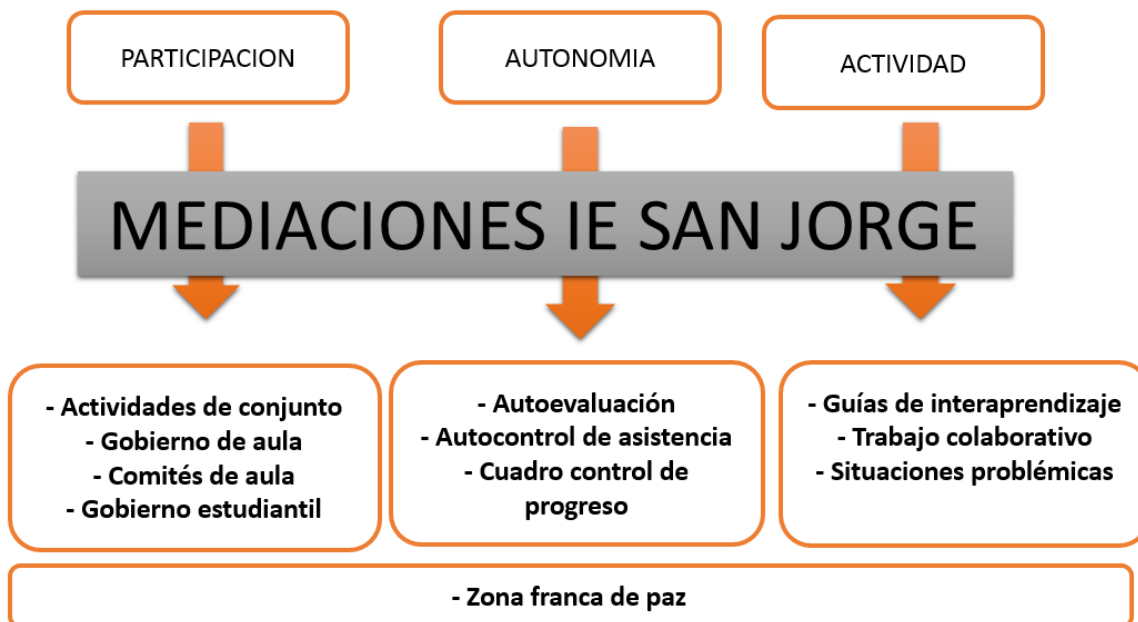 PARTICIPACION
AUTONOMIA
ACTIVIDAD
MEDIACIONES IE SAN JORGE
- Actividades de conjunto
- Gobierno de aula
- Comités de aula
- Gobierno estudiantil
- Autoevaluación
- Autocontrol de asistencia
- Cuadro control de
progreso
- Guías de interaprendizaje
- Trabajo colaborativo
- Situaciones problémicas
- Zona franca de paz